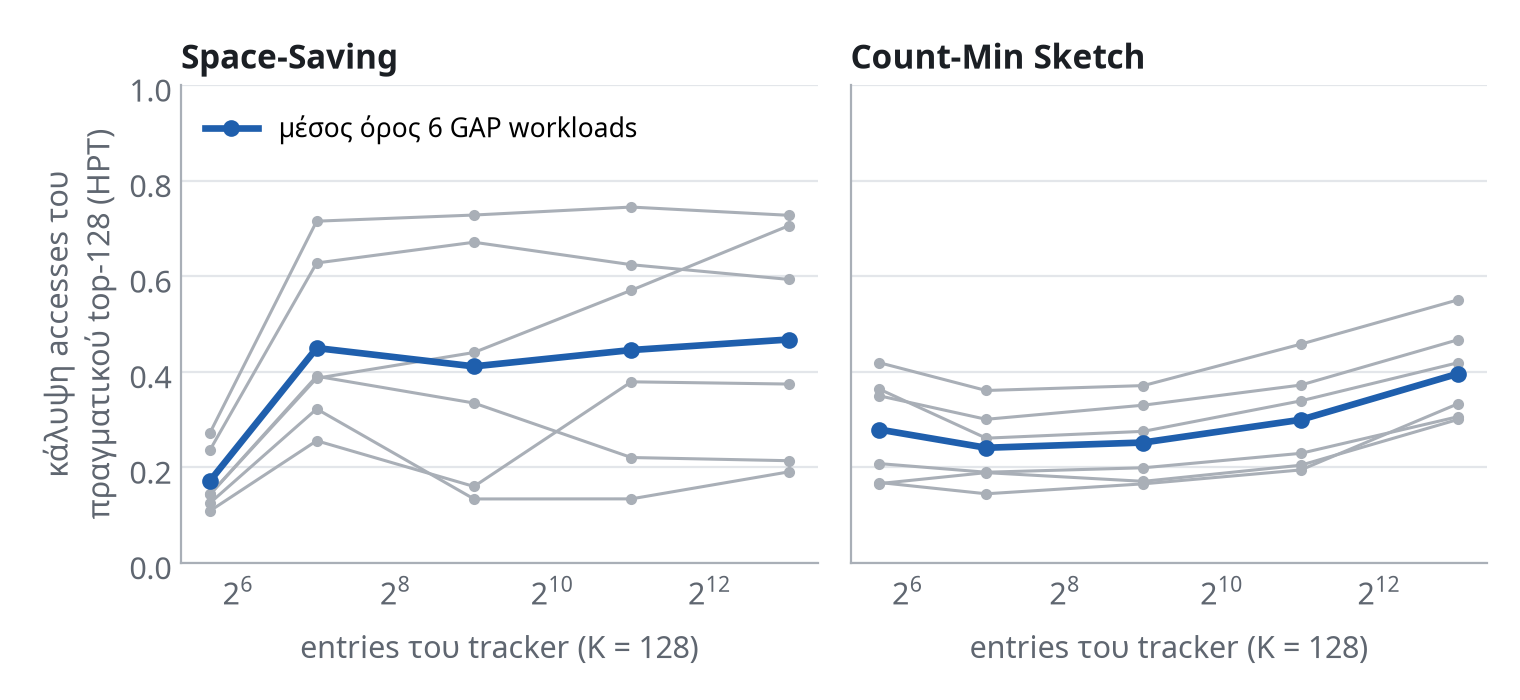 Space-Saving
Count-Min Sketch
μέσος όρος 6 GAP workloads
κάλυψη accesses του
πραγματικού top-128 (HPT)
1.0
0.8
0.6
0.4
0.2
0.0
2^6 2^8 2^10 2^12
2^6 2^8 2^10 2^12
entries του tracker (K = 128)
entries του tracker (K = 128)